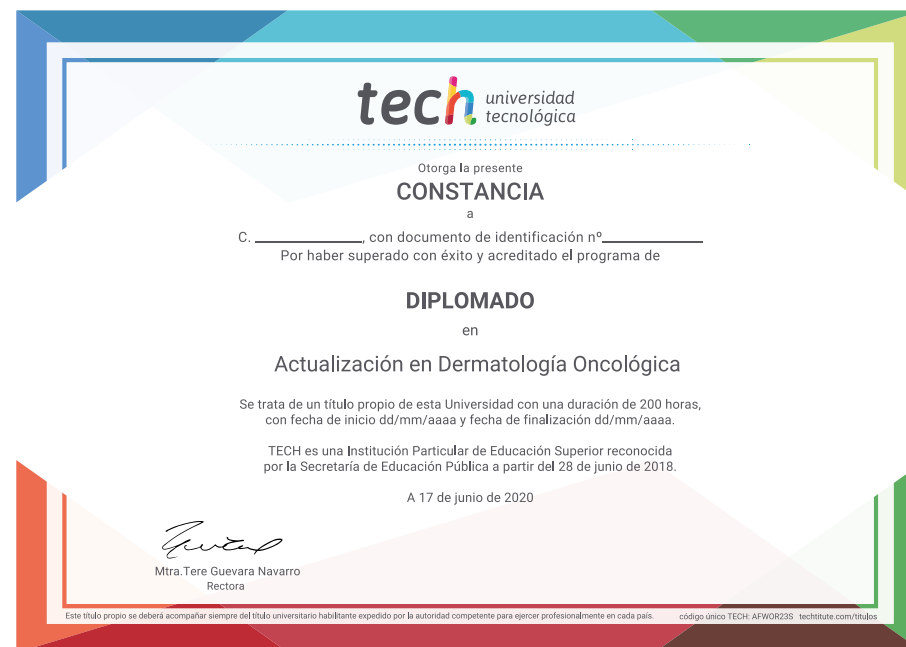 tech universidad
tecnológica
Otorga la presente
CONSTANCIA
a
C. ______________, con documento de identificación nº______________
Por haber superado con éxito y acreditado el programa de
DIPLOMADO
en
Actualización en Dermatología Oncológica
Se trata de un título propio de esta Universidad con una duración de 200 horas,
con fecha de inicio dd/mm/aaaa y fecha de finalización dd/mm/aaaa.
TECH es una Institución Particular de Educación Superior reconocida
por la Secretaría de Educación Pública a partir del 28 de junio de 2018.
A 17 de junio de 2020
Mtra.Tere Guevara Navarro
Rectora
Este título propio se deberá acompañar siempre del título universitario habilitante expedido por la autoridad competente para ejercer profesionalmente en cada país. código único TECH: AFWOR23S techtitute.com/titulos